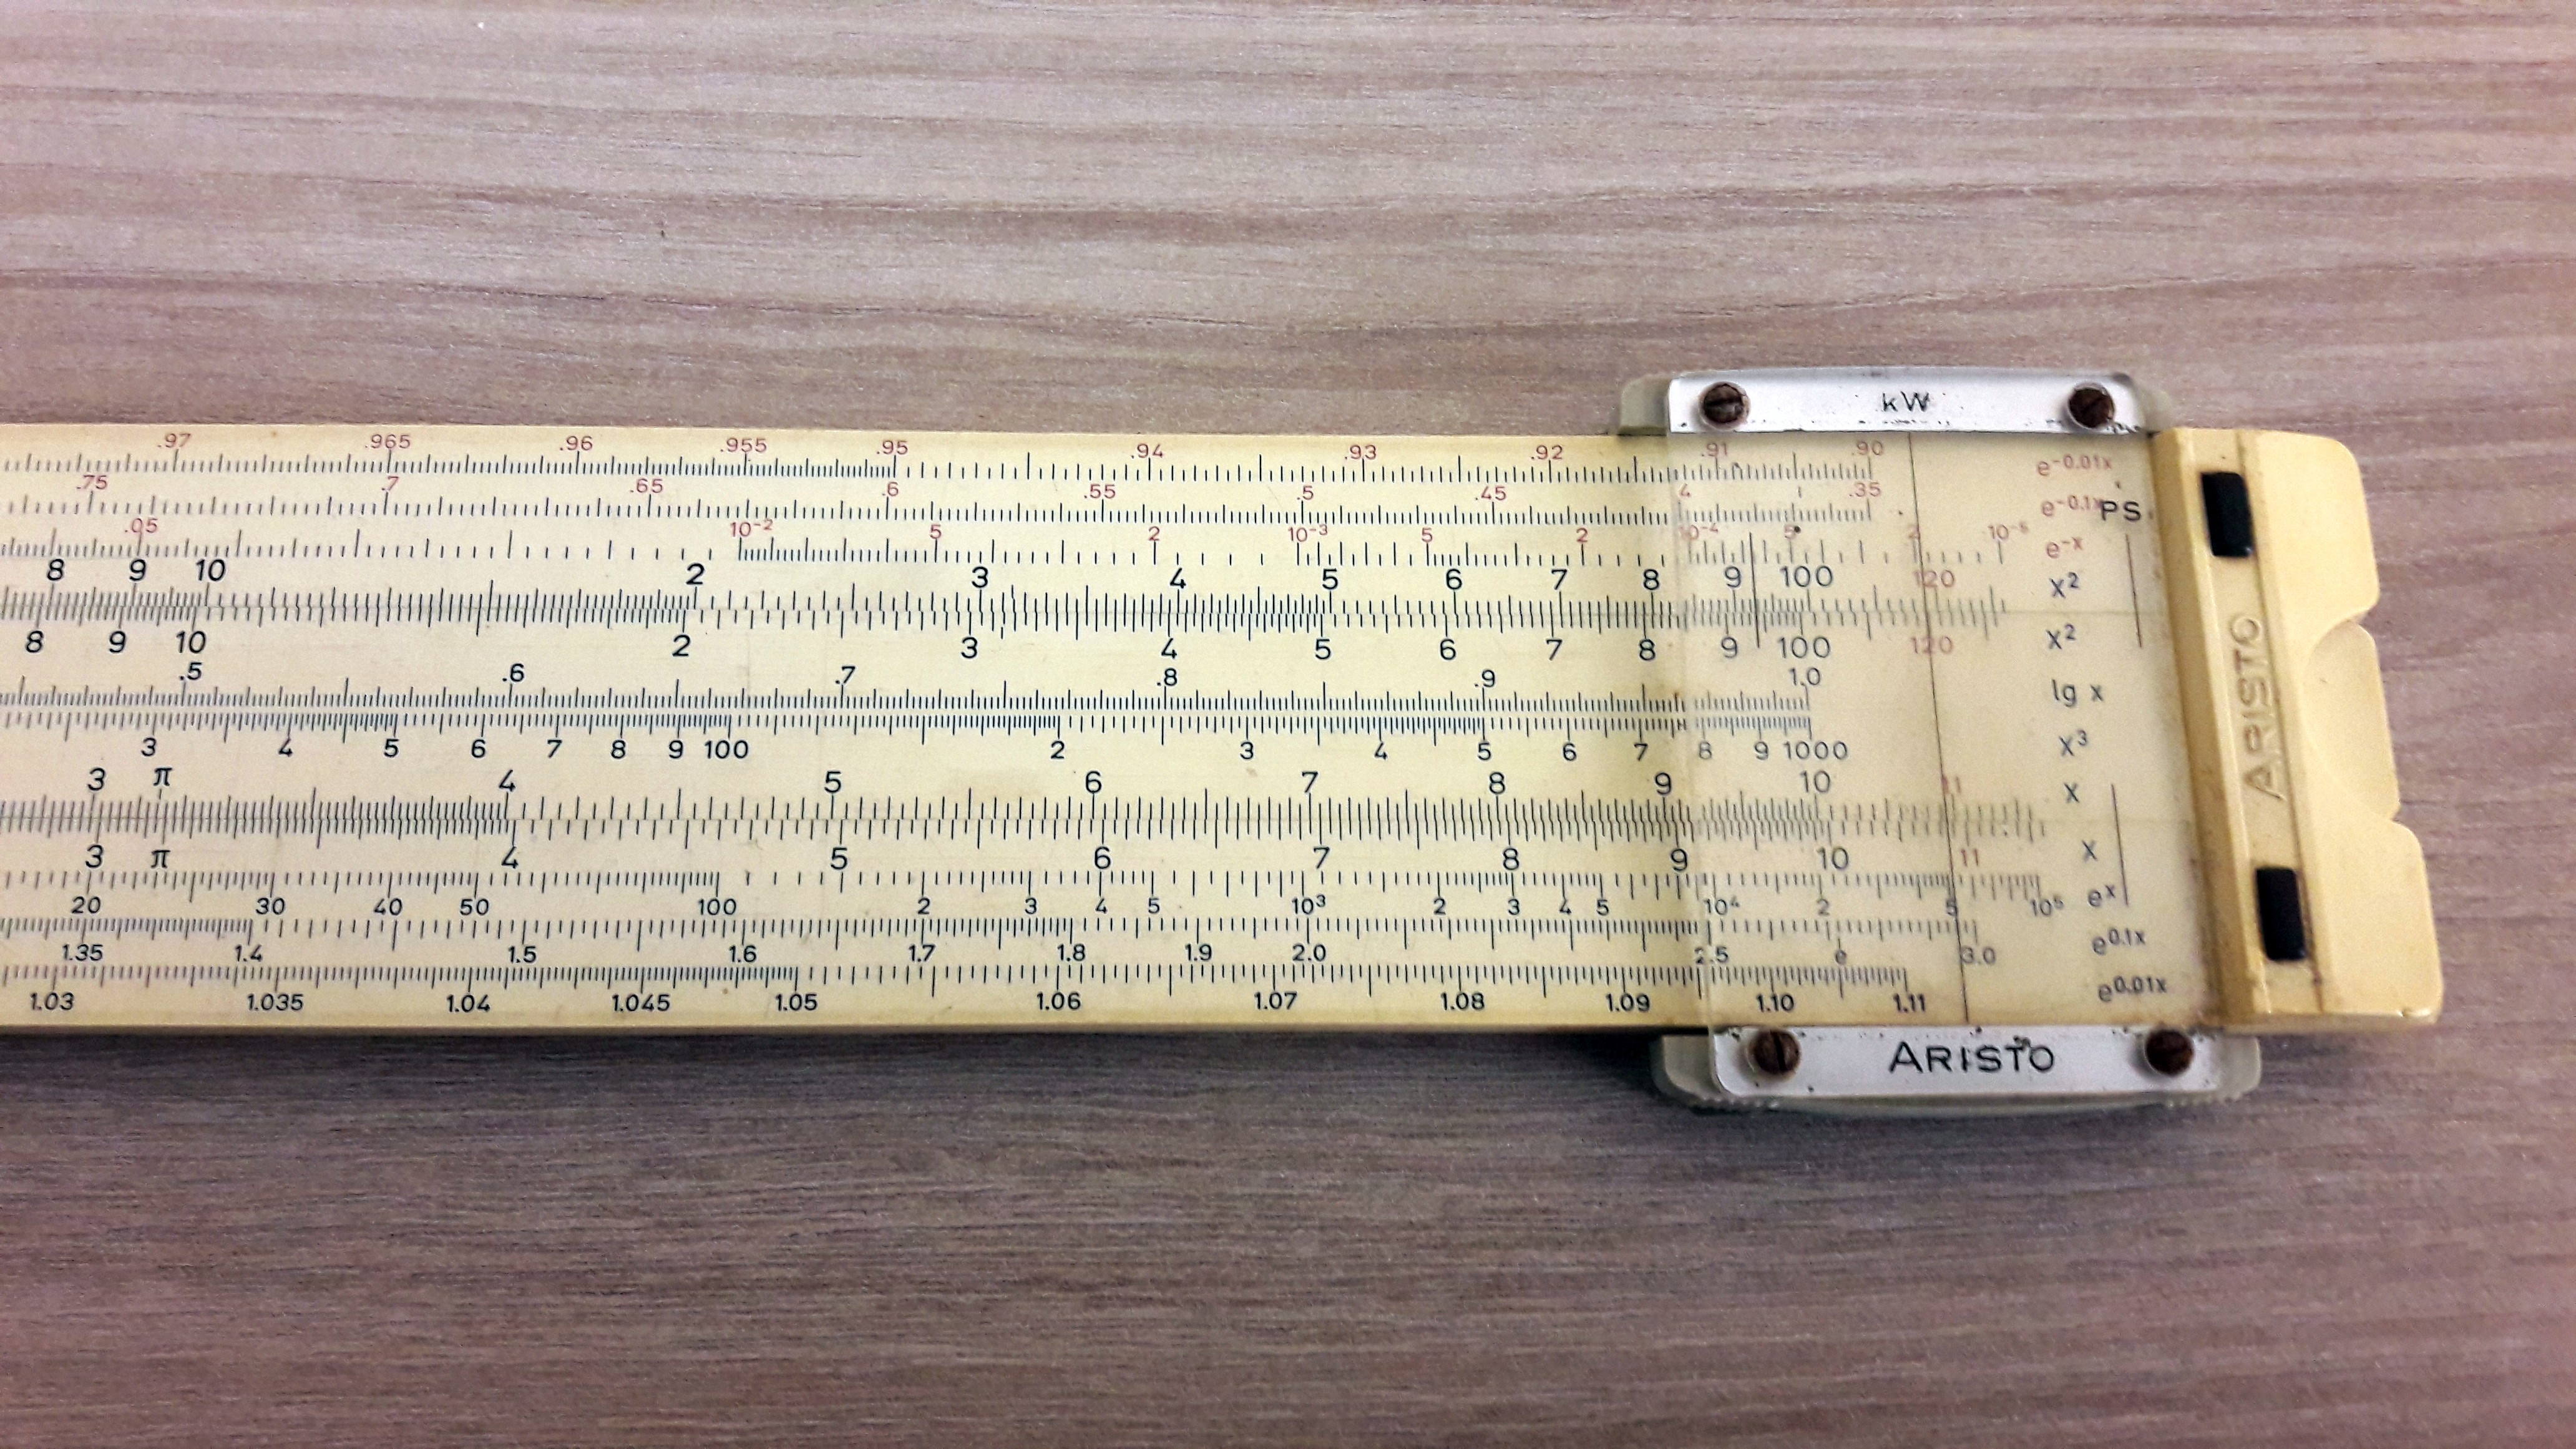 kW
.97 .965 .96 .955 .95 .94 .93 .92 .91 .90 e-0.01x
.75 .7 .65 .6 .55 .5 .45 .4 .35 e-0.1x PS
.05 10-2 5 2 10-3 5 2 10-4 5 2 10-5 e-x
8 9 10 2 3 4 5 6 7 8 9 100 120 x2
8 9 10 2 3 4 5 6 7 8 9 100 120 x2
.5 .6 .7 .8 .9 1.0 lg x
3 4 5 6 7 8 9 100 2 3 4 5 6 7 8 9 1000 x3
3 π 4 5 6 7 8 9 10 11 x
3 π 4 5 6 7 8 9 10 11 x
20 30 40 50 100 2 3 4 5 103 2 3 4 5 104 2 5 105 ex
1.35 1.4 1.5 1.6 1.7 1.8 1.9 2.0 2.5 e 3.0 e0.1x
1.03 1.035 1.04 1.045 1.05 1.06 1.07 1.08 1.09 1.10 1.11 e0.01x
ARISTO
ARISTO